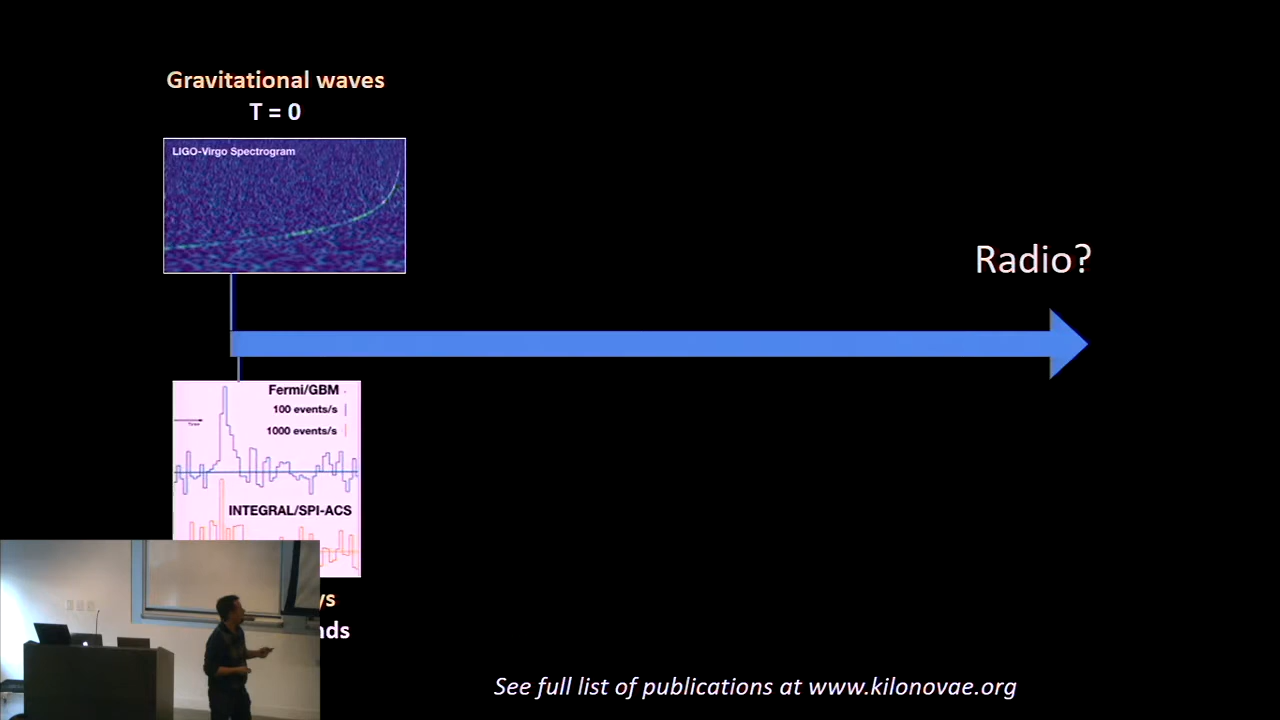 Gravitational waves
T = 0
LIGO-Virgo Spectrogram
Radio?
Fermi/GBM
100 events/s
1000 events/s
INTEGRAL/SPI-ACS
ys
nds
See full list of publications at www.kilonovae.org